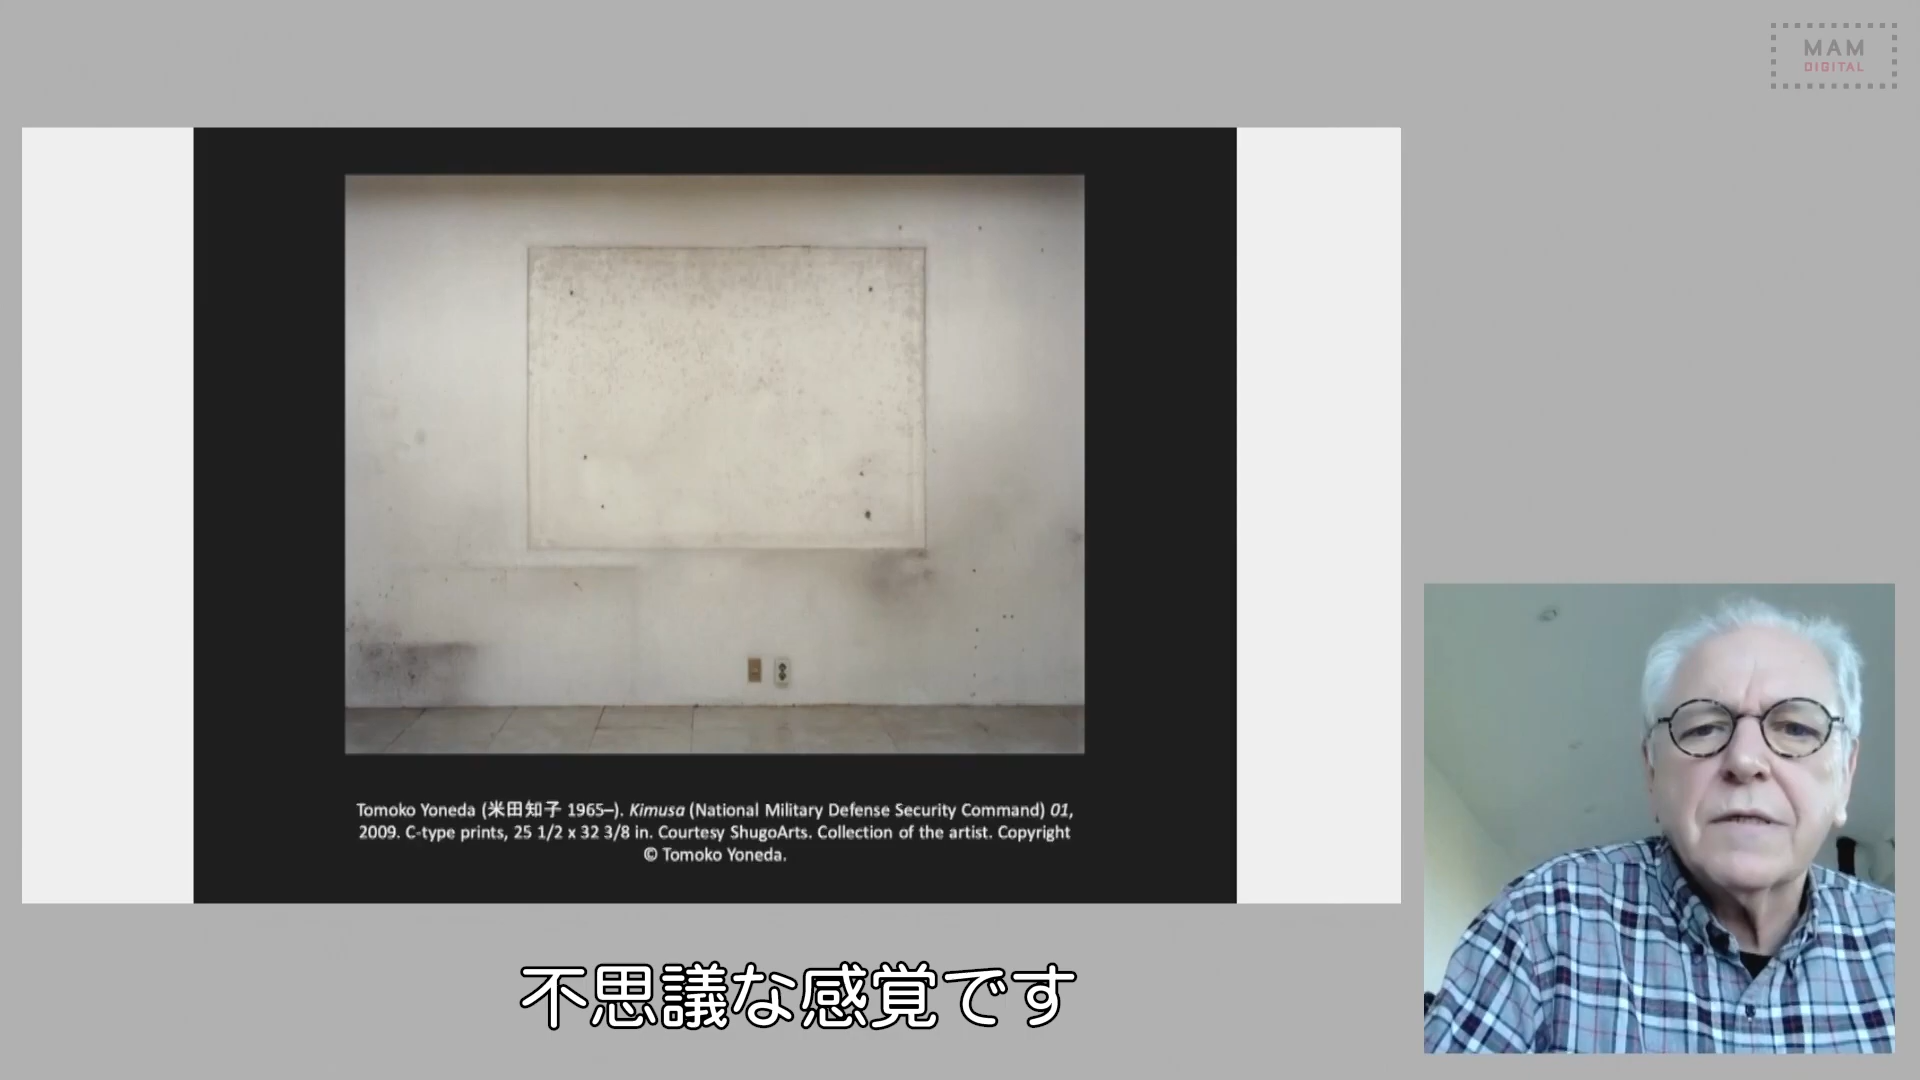 MAM
DIGITAL
Tomoko Yoneda (米田知子 1965–). Kimusa (National Military Defense Security Command) 01,
2009. C-type prints, 25 1/2 x 32 3/8 in. Courtesy ShugoArts. Collection of the artist. Copyright
© Tomoko Yoneda.
不思議な感覚です